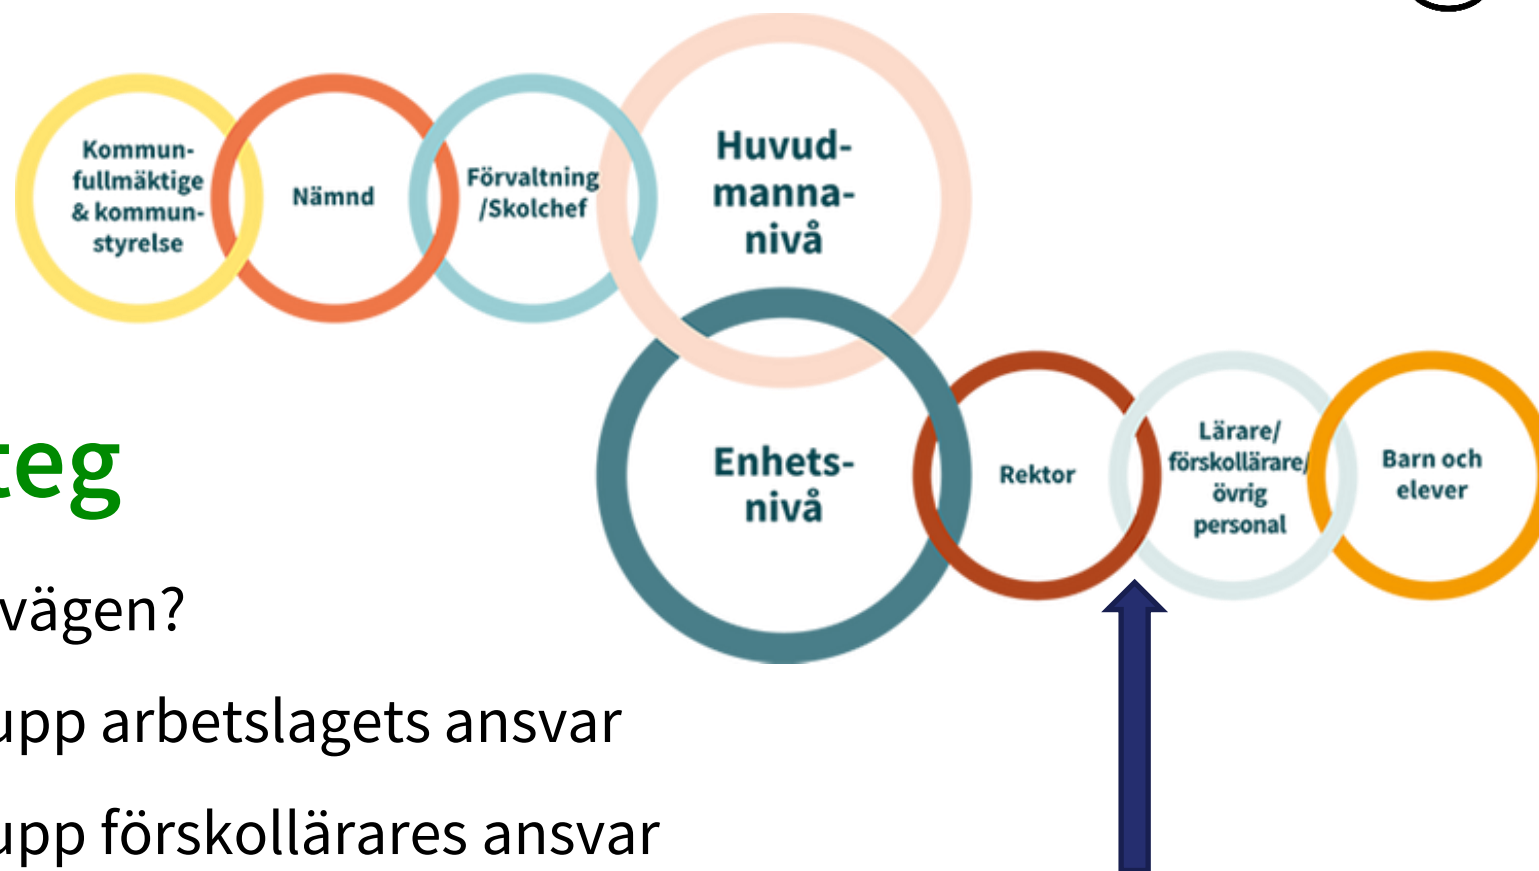 Kommun-
fullmäktige
& kommun-
styrelse
Nämnd
Förvaltning
/Skolchef
Huvud-
manna-
nivå
Enhets-
nivå
Rektor
Lärare/
förskollärare/
övrig
personal
Barn och
elever
teg
vägen?
upp arbetslagets ansvar
upp förskollärares ansvar